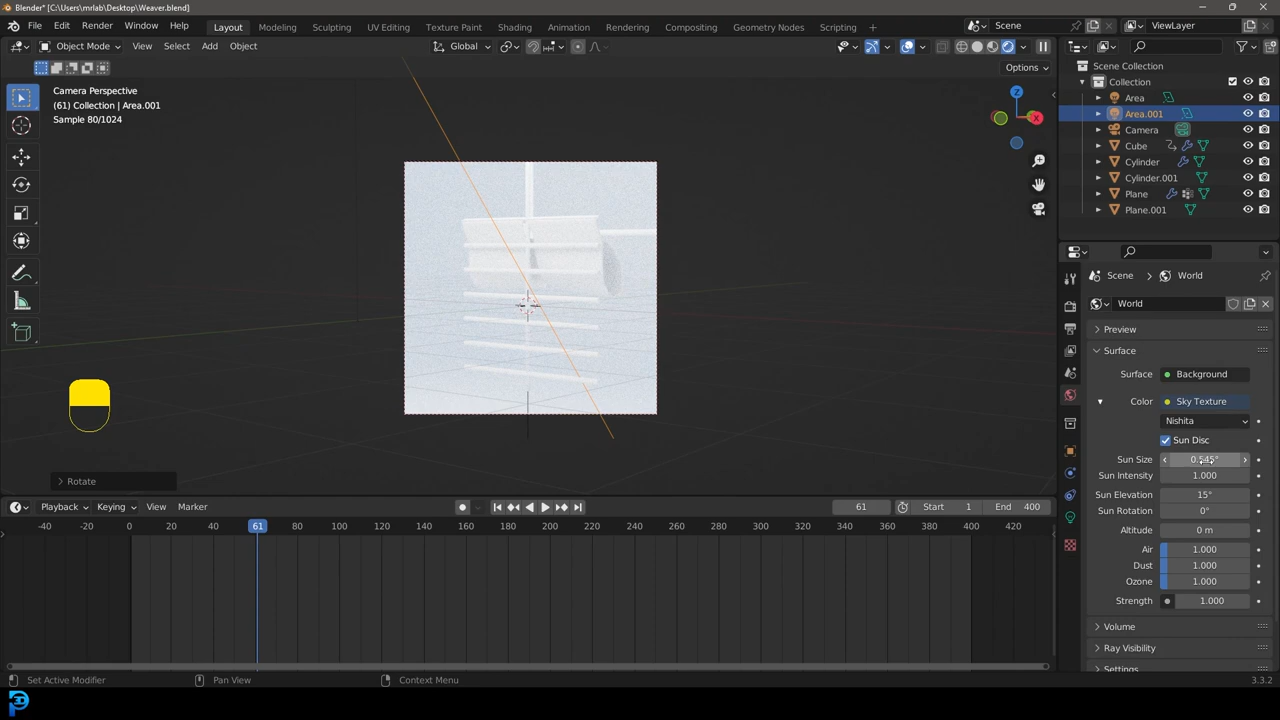 Blender* [C:\Users\mrlab\Desktop\Weaver.blend]
File Edit Render Window Help Layout Modeling Sculpting UV Editing Texture Paint Shading Animation Rendering Compositing Geometry Nodes Scripting Scene ViewLayer
Object Mode View Select Add Object Global
Options
Camera Perspective
(61) Collection | Area.001
Sample 80/1024
Z
X
Scene Collection
Collection
Area
Area.001
Camera
Cube
Cylinder
Cylinder.001
Plane
Plane.001
Scene World
World
Preview
Surface
Surface Background
Color Sky Texture
Nishita
Sun Disc
Sun Size 0.545°
Sun Intensity 1.000
Sun Elevation 15°
Sun Rotation 0°
Altitude 0 m
Air 1.000
Dust 1.000
Ozone 1.000
Strength 1.000
Volume
Ray Visibility
Settings
Rotate
Playback Keying View Marker 61 Start 1 End 400
-40 -20 0 20 40 61 80 100 120 140 160 180 200 220 240 260 280 300 320 340 360 380 400 420
Set Active Modifier Pan View Context Menu 3.3.2